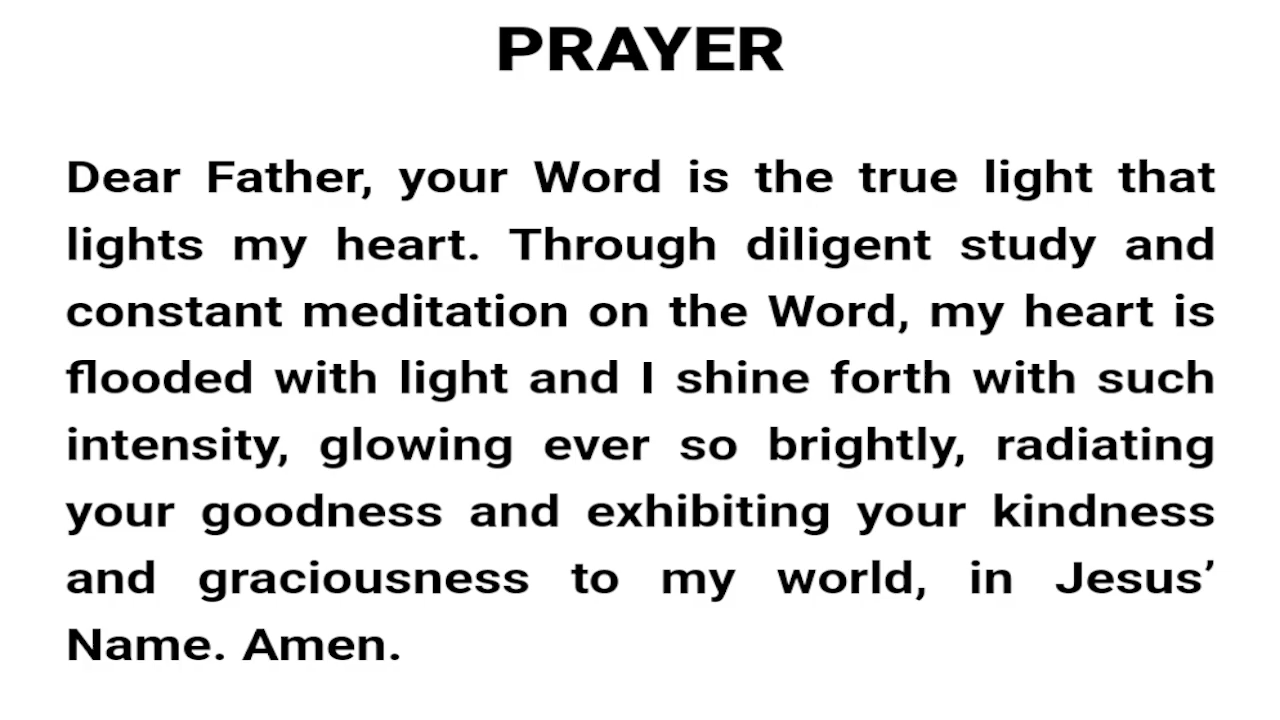 PRAYER
Dear Father, your Word is the true light that
lights my heart. Through diligent study and
constant meditation on the Word, my heart is
flooded with light and I shine forth with such
intensity, glowing ever so brightly, radiating
your goodness and exhibiting your kindness
and graciousness to my world, in Jesus’
Name. Amen.